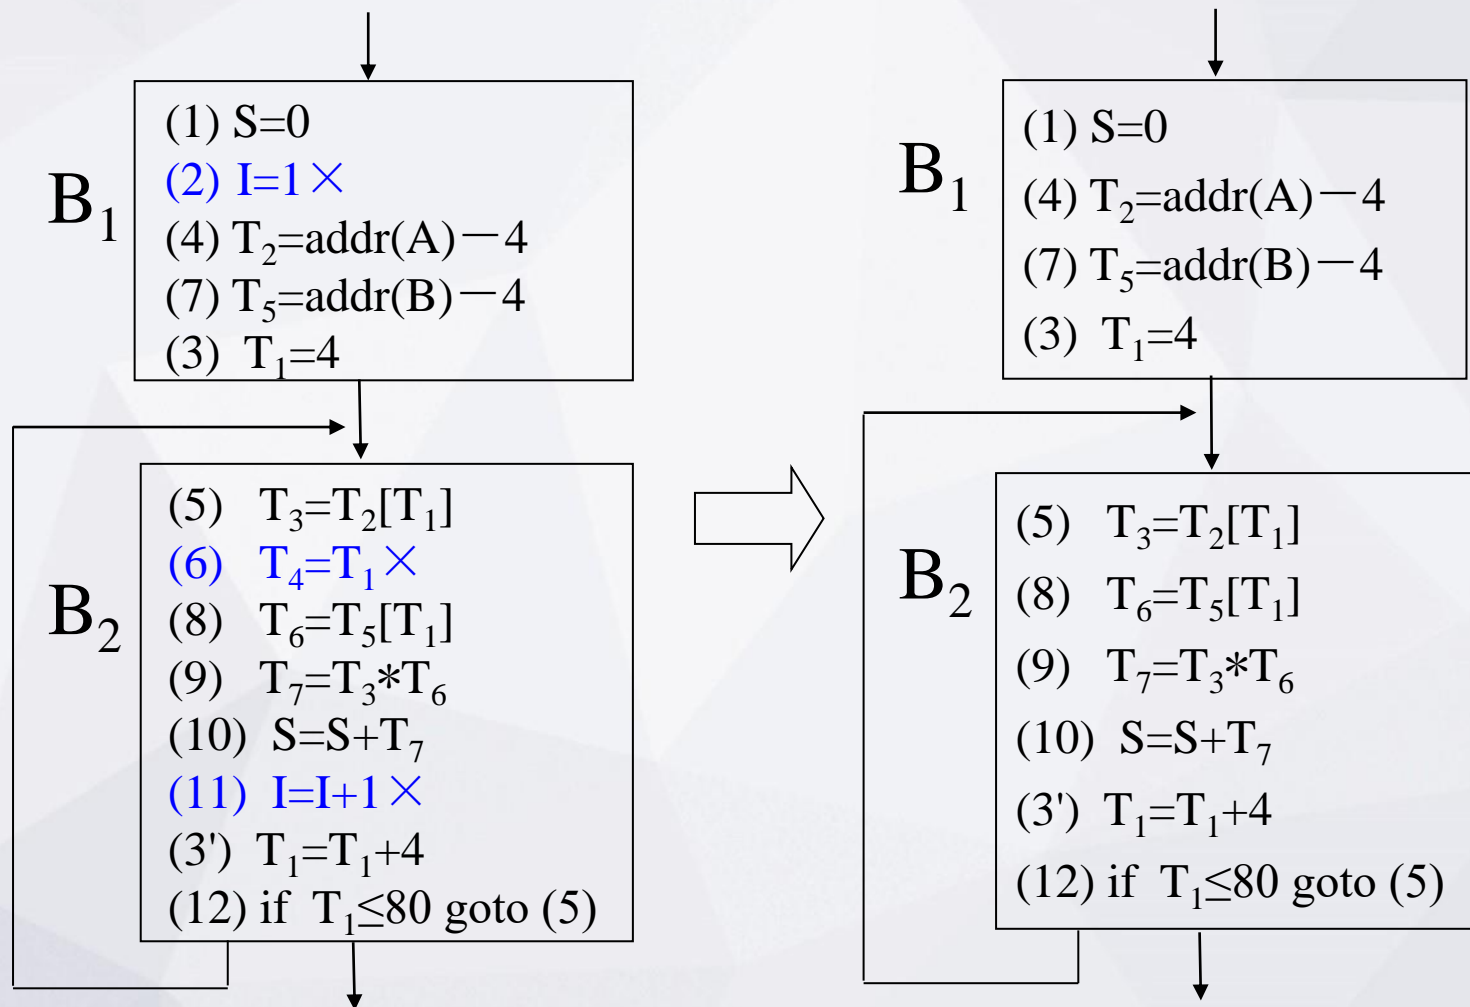 B₁
(1) S=0
(2) I=1 ×
(4) T₂=addr(A)－4
(7) T₅=addr(B)－4
(3) T₁=4
B₂
(5) T₃=T₂[T₁]
(6) T₄=T₁ ×
(8) T₆=T₅[T₁]
(9) T₇=T₃*T₆
(10) S=S+T₇
(11) I=I+1 ×
(3') T₁=T₁+4
(12) if T₁≤80 goto (5)
B₁
(1) S=0
(4) T₂=addr(A)－4
(7) T₅=addr(B)－4
(3) T₁=4
B₂
(5) T₃=T₂[T₁]
(8) T₆=T₅[T₁]
(9) T₇=T₃*T₆
(10) S=S+T₇
(3') T₁=T₁+4
(12) if T₁≤80 goto (5)